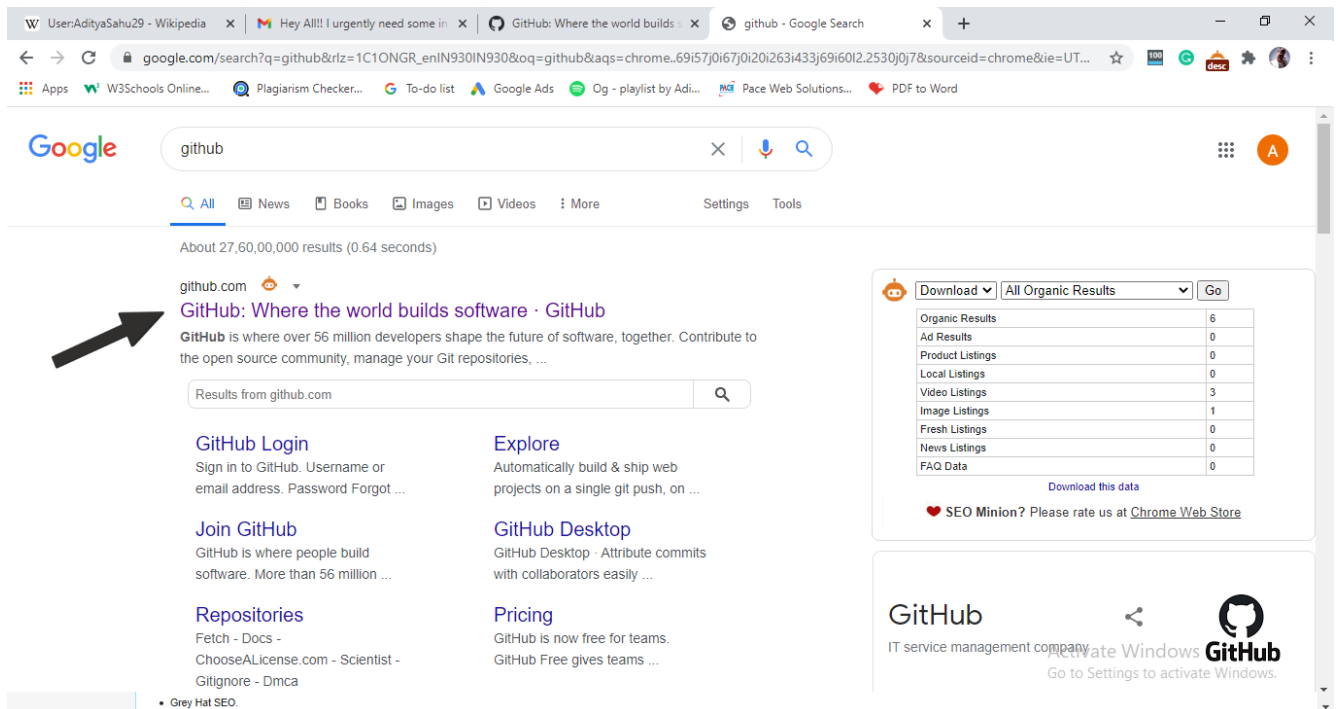 User:AdityaSahu29 - Wikipedia
Hey All!! I urgently need some in
GitHub: Where the world builds s
github - Google Search
google.com/search?q=github&rlz=1C1ONGR_enIN930IN930&oq=github&aqs=chrome..69i57j0i67j0i20i263i433j69i60l2.2530j0j7&sourceid=chrome&ie=UT...
100
desc
Apps
W3Schools Online...
Plagiarism Checker...
To-do list
Google Ads
Og - playlist by Adi...
Pace Web Solutions...
PDF to Word
Google
github
A
All
News
Books
Images
Videos
More
Settings
Tools
About 27,60,00,000 results (0.64 seconds)
github.com
GitHub: Where the world builds software · GitHub
GitHub is where over 56 million developers shape the future of software, together. Contribute to
the open source community, manage your Git repositories, ...
Results from github.com
GitHub Login
Sign in to GitHub. Username or
email address. Password Forgot ...
Explore
Automatically build & ship web
projects on a single git push, on ...
Join GitHub
GitHub is where people build
software. More than 56 million ...
GitHub Desktop
GitHub Desktop · Attribute commits
with collaborators easily ...
Repositories
Fetch - Docs -
ChooseALicense.com - Scientist -
Gitignore - Dmca
Pricing
GitHub is now free for teams.
GitHub Free gives teams ...
Download
All Organic Results
Go
Organic Results 6
Ad Results 0
Product Listings 0
Local Listings 0
Video Listings 3
Image Listings 1
Fresh Listings 0
News Listings 0
FAQ Data 0
Download this data
SEO Minion? Please rate us at Chrome Web Store
GitHub
IT service management company
GitHub
Activate Windows
Go to Settings to activate Windows.
• Grey Hat SEO.